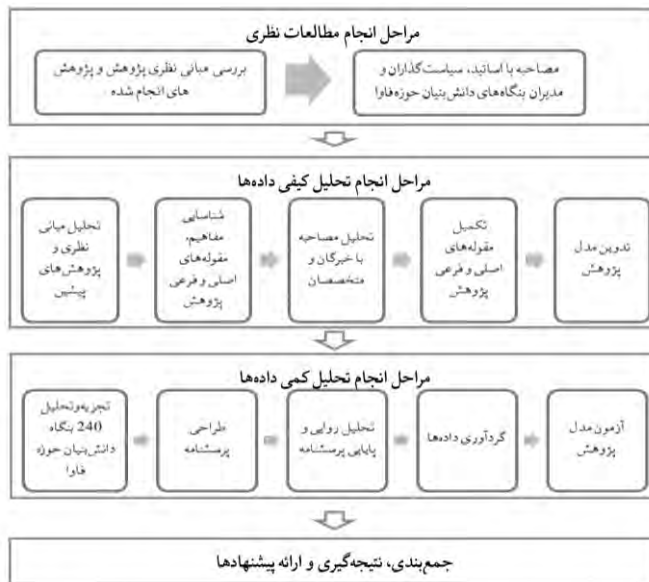 مراحل انجام مطالعات نظری
بررسی مبانی نظری پژوهش و پژوهش
های انجام شده
مصاحبه با اساتید، سیاست‌گذاران و
مدیران بنگاه‌های دانش‌بنیان حوزه فاوا
مراحل انجام تحلیل کیفی داده‌ها
تحلیل مبانی
نظری و
پژوهش‌های
پیشین
شناسایی
مفاهیم،
مقوله‌های
اصلی و فرعی
پژوهش
تحلیل مصاحبه
با خبرگان و
متخصصان
تکمیل
مقوله‌های
اصلی و فرعی
پژوهش
تدوین مدل
پژوهش
مراحل انجام تحلیل کمی داده‌ها
تجزیه‌وتحلیل
240 بنگاه
دانش‌بنیان حوزه
فاوا
طراحی
پرسشنامه
تحلیل روایی و
پایایی پرسشنامه
گردآوری داده‌ها
آزمون مدل
پژوهش
جمع‌بندی، نتیجه‌گیری و ارائه پیشنهادها